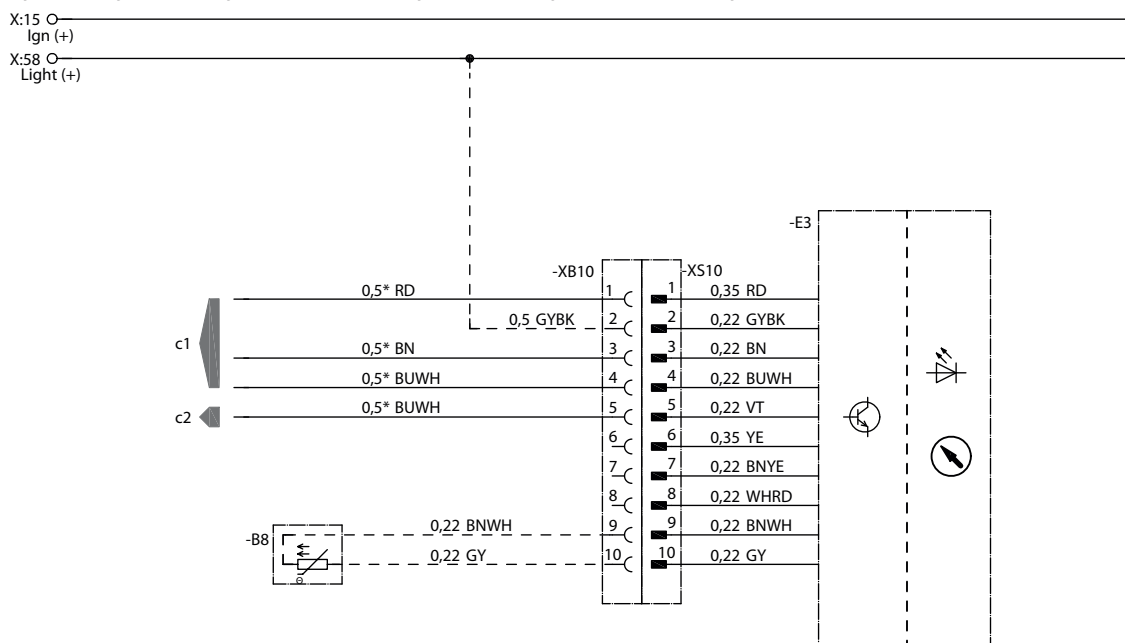 X:15
Ign (+)
X:58
Light (+)
-E3
-XB10
-XS10
0,5* RD 1 1 0,35 RD
0,5 GYBK 2 2 0,22 GYBK
c1
0,5* BN 3 3 0,22 BN
0,5* BUWH 4 4 0,22 BUWH
c2 0,5* BUWH 5 5 0,22 VT
6 6 0,35 YE
7 7 0,22 BNYE
8 8 0,22 WHRD
-B8 0,22 BNWH 9 9 0,22 BNWH
0,22 GY 10 10 0,22 GY
Θ